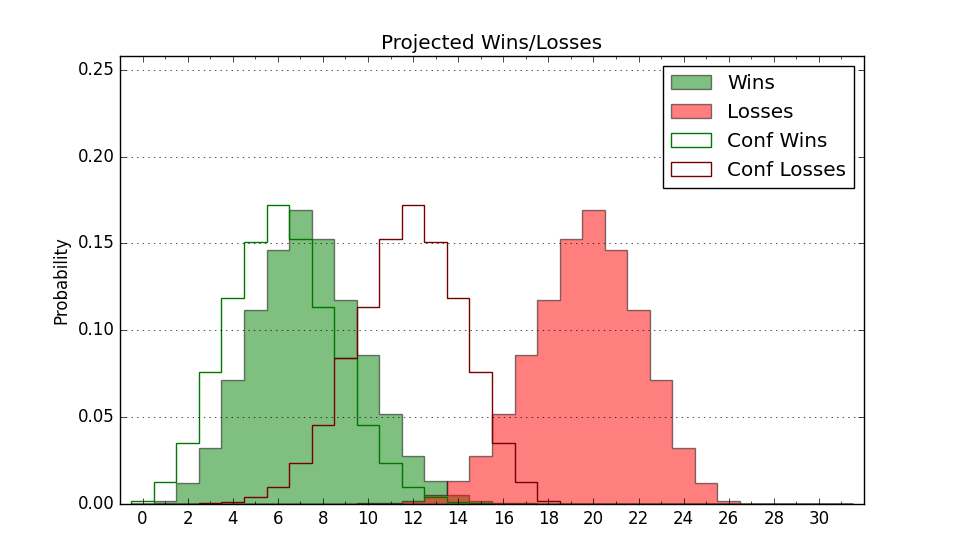 Projected Wins/Losses
0.25
0.20
0.15
0.10
0.05
0.00
Probability
Wins
Losses
Conf Wins
Conf Losses
0 2 4 6 8 10 12 14 16 18 20 22 24 26 28 30